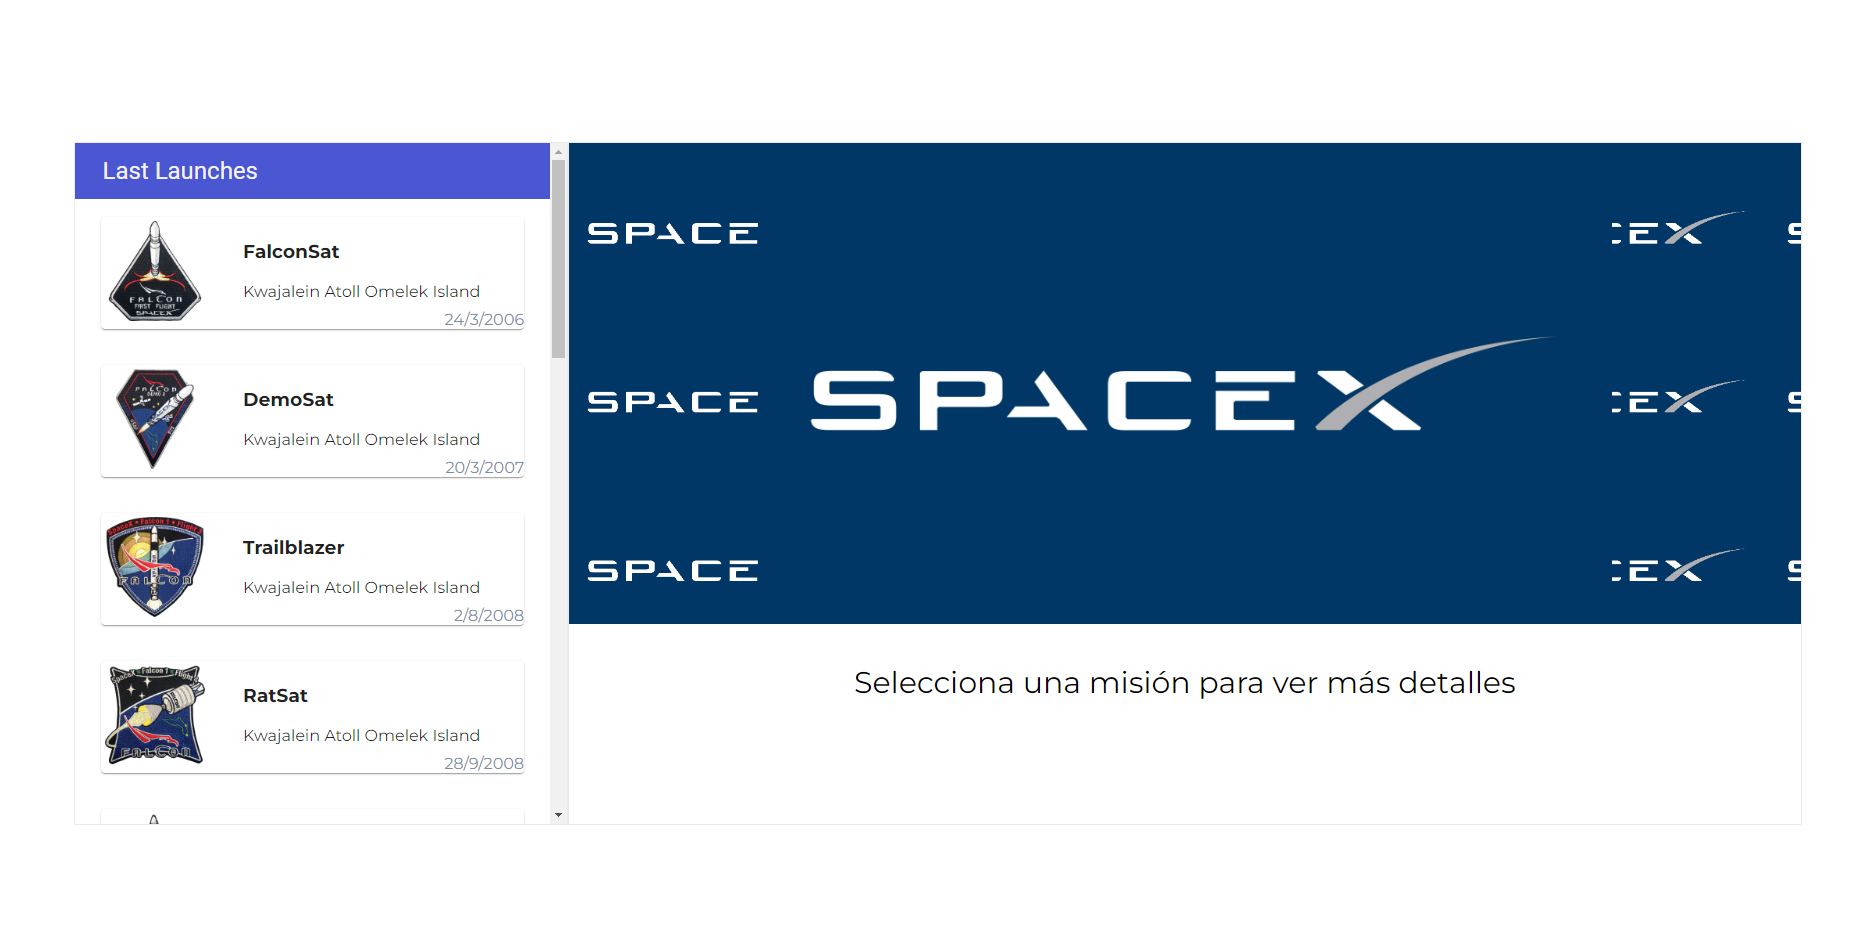 Last Launches
FALCON
FIRST FLIGHT
SPACEX
FalconSat
Kwajalein Atoll Omelek Island
24/3/2006
FALCON
DEMO 2
DemoSat
Kwajalein Atoll Omelek Island
20/3/2007
SpaceX • Falcon 1 • Flight
FALCON
Trailblazer
Kwajalein Atoll Omelek Island
2/8/2008
SpaceX Falcon 1 Flight
FALCON
RatSat
Kwajalein Atoll Omelek Island
28/9/2008
SPACE
CEX
S
SPACE
SPACEX
CEX
S
SPACE
CEX
S
Selecciona una misión para ver más detalles